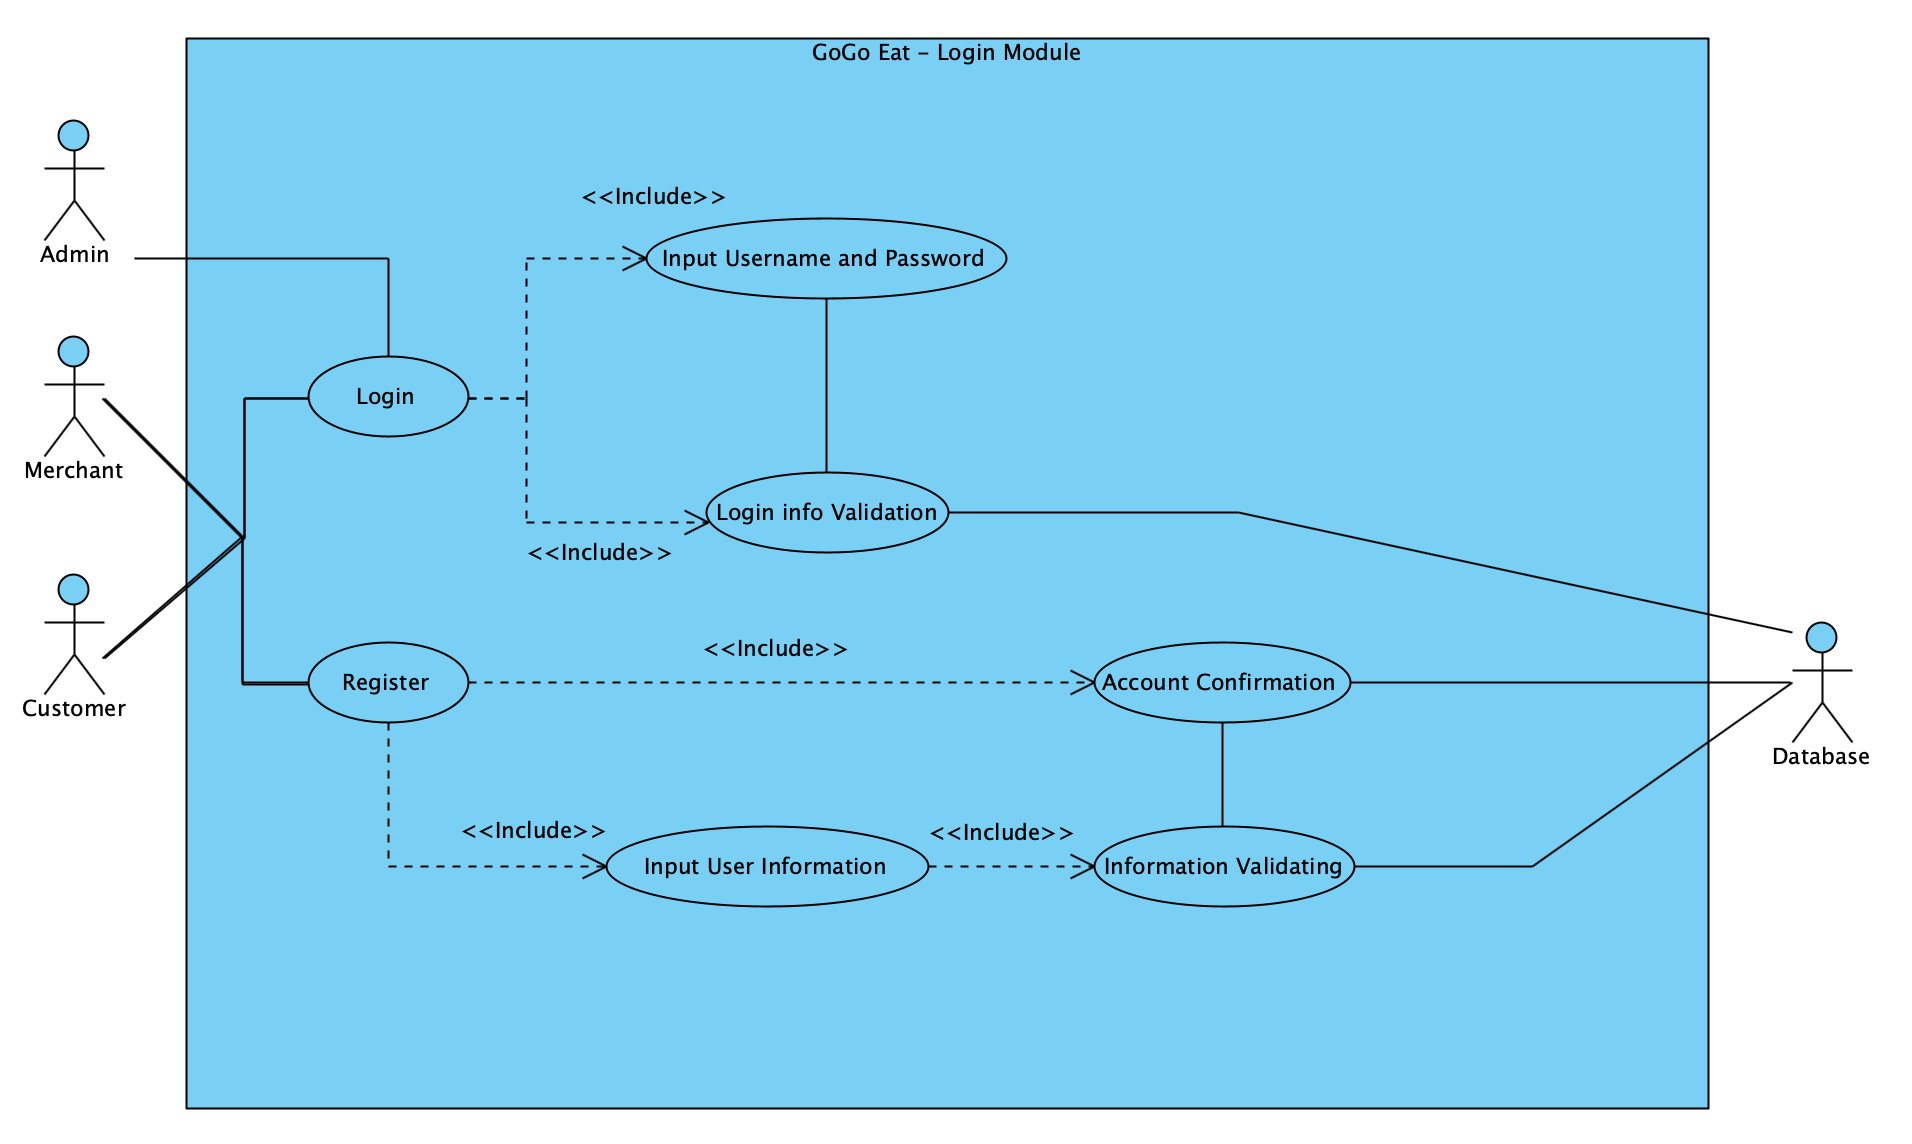 GoGo Eat – Login Module
<<Include>>
Admin
Input Username and Password
Login
Merchant
Login info Validation
<<Include>>
<<Include>>
Register
Account Confirmation
Customer
Database
<<Include>>
<<Include>>
Input User Information
Information Validating